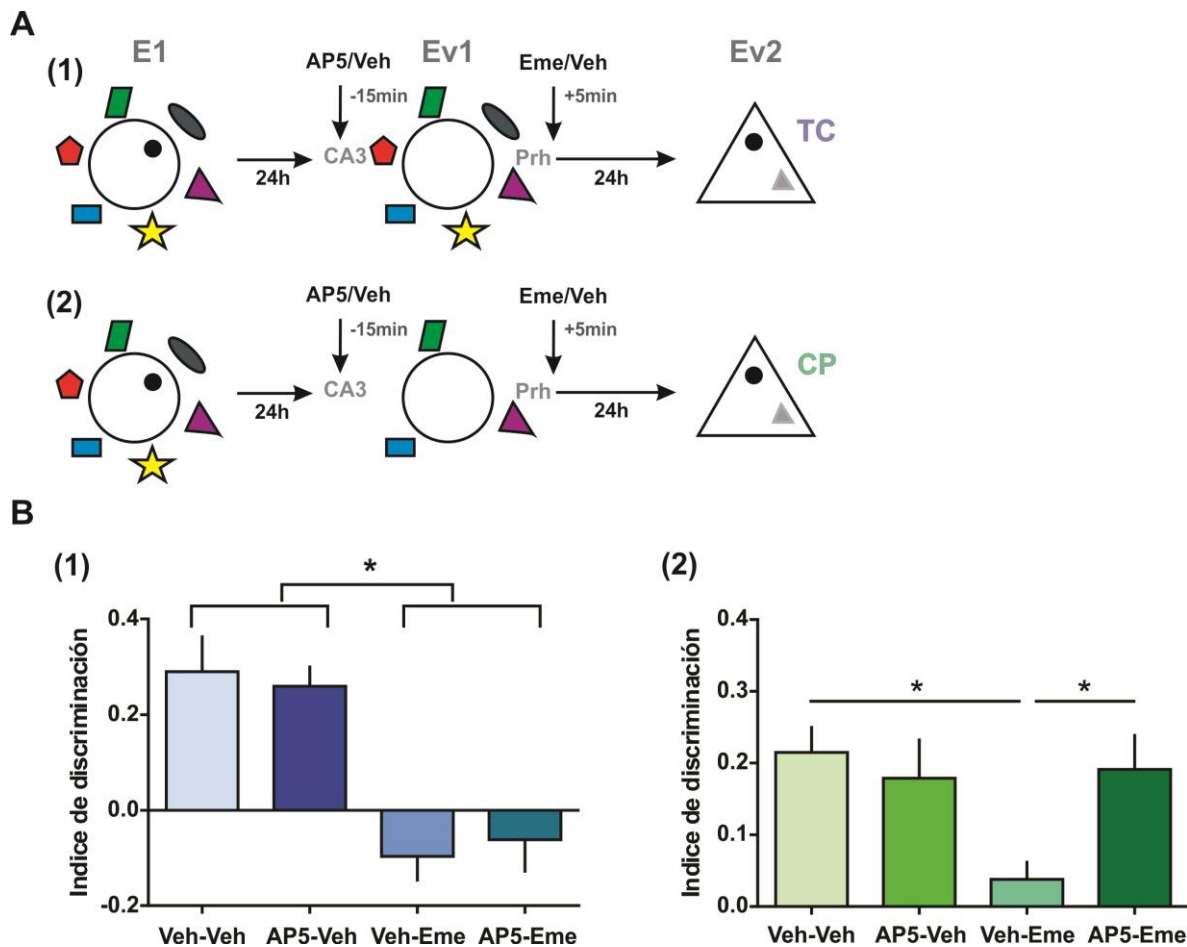 A
E1
Ev1
Ev2
(1)
AP5/Veh
-15min
Eme/Veh
+5min
CA3
Prh
24h
24h
TC
(2)
AP5/Veh
-15min
Eme/Veh
+5min
CA3
Prh
24h
24h
CP
B
(1)
*
Indice de discriminación
0.4
0.2
0.0
-0.2
Veh-Veh AP5-Veh Veh-Eme AP5-Eme
(2)
* *
Indice de discriminación
0.4
0.3
0.2
0.1
0.0
Veh-Veh AP5-Veh Veh-Eme AP5-Eme